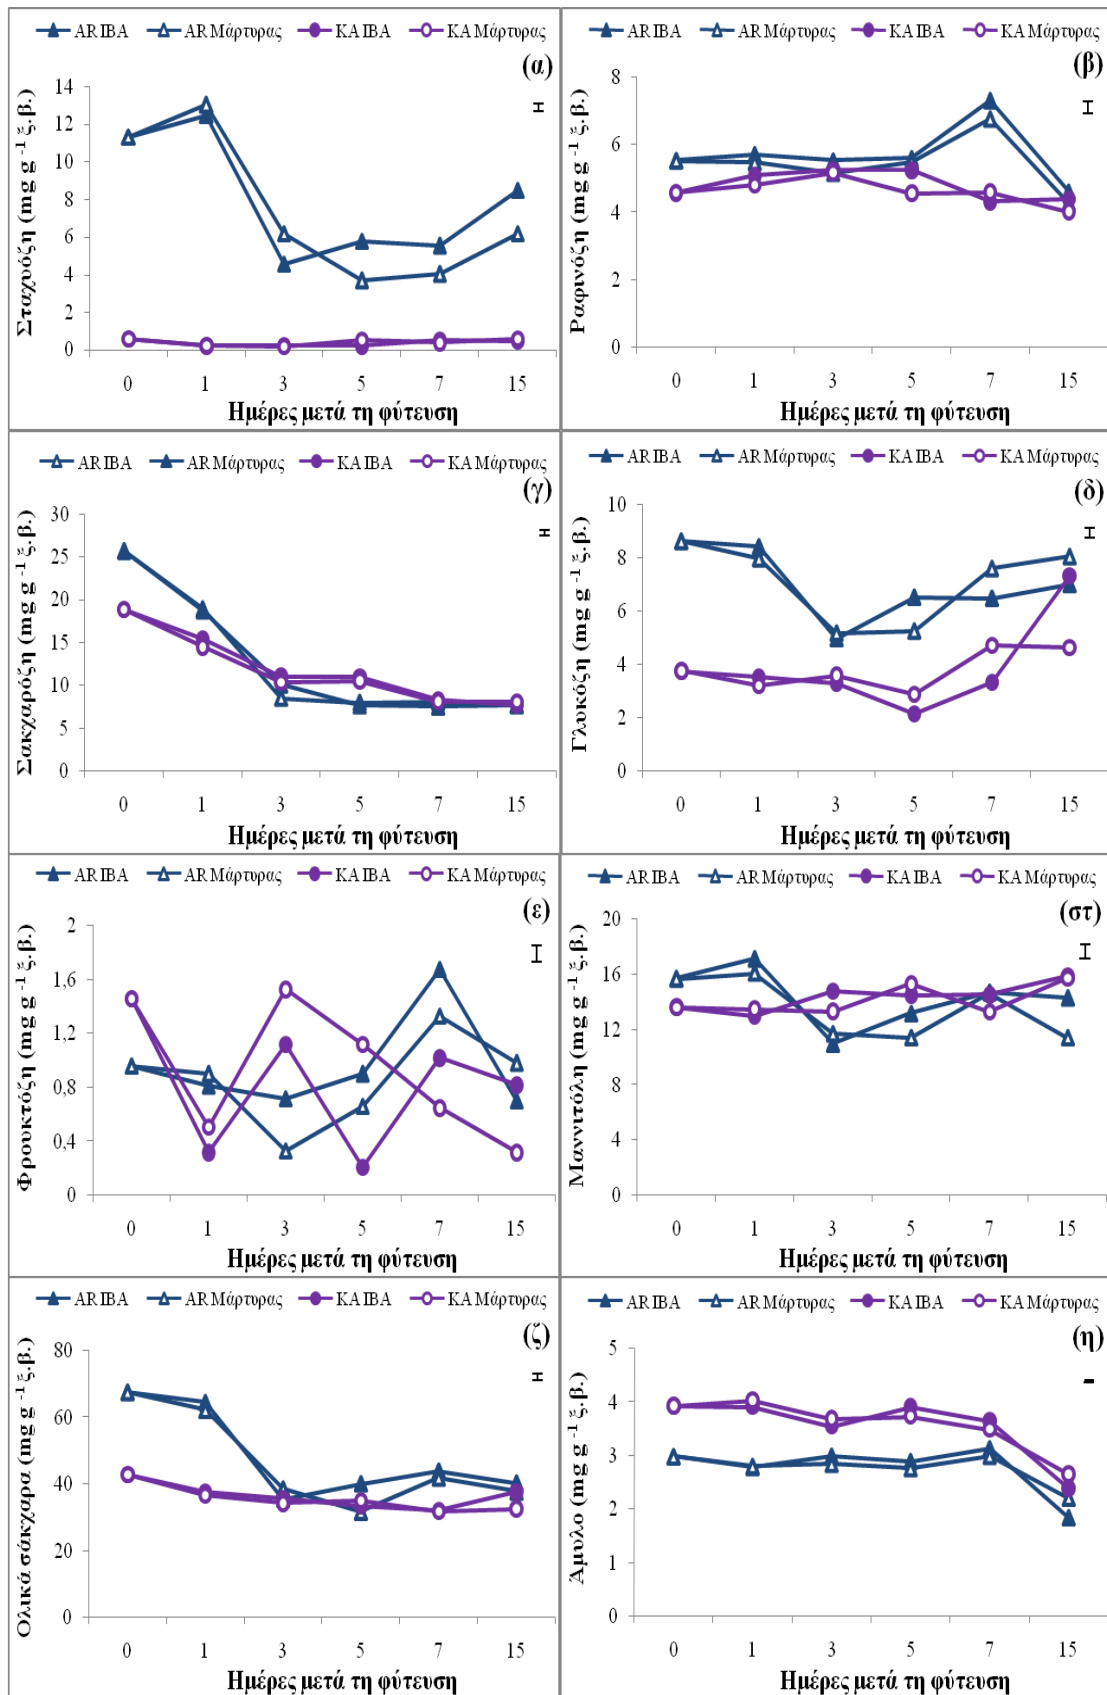 AR IBA AR Μάρτυρας KA IBA KA Μάρτυρας
(α)
Σταχυόζη (mg g -1 ξ.β.)
14
12
10
8
6
4
2
0
0 1 3 5 7 15
Ημέρες μετά τη φύτευση
AR IBA AR Μάρτυρας KA IBA KA Μάρτυρας
(β)
Ραφινόζη (mg g -1 ξ.β.)
8
6
4
2
0
0 1 3 5 7 15
Ημέρες μετά τη φύτευση
AR IBA AR Μάρτυρας KA IBA KA Μάρτυρας
(γ)
Σακχαρόζη (mg g -1 ξ.β.)
30
25
20
15
10
5
0
0 1 3 5 7 15
Ημέρες μετά τη φύτευση
AR IBA AR Μάρτυρας KA IBA KA Μάρτυρας
(δ)
Γλυκόζη (mg g -1 ξ.β.)
10
8
6
4
2
0
0 1 3 5 7 15
Ημέρες μετά τη φύτευση
AR IBA AR Μάρτυρας KA IBA KA Μάρτυρας
(ε)
Φρουκτόζη (mg g -1 ξ.β.)
2
1,6
1,2
0,8
0,4
0
0 1 3 5 7 15
Ημέρες μετά τη φύτευση
AR IBA AR Μάρτυρας KA IBA KA Μάρτυρας
(στ)
Μαννιτόλη (mg g -1 ξ.β.)
20
16
12
8
4
0
0 1 3 5 7 15
Ημέρες μετά τη φύτευση
AR IBA AR Μάρτυρας KA IBA KA Μάρτυρας
(ζ)
Ολικά σάκχαρα (mg g -1 ξ.β.)
80
60
40
20
0
0 1 3 5 7 15
Ημέρες μετά τη φύτευση
AR IBA AR Μάρτυρας KA IBA KA Μάρτυρας
(η)
Άμυλο (mg g -1 ξ.β.)
5
4
3
2
1
0
0 1 3 5 7 15
Ημέρες μετά τη φύτευση